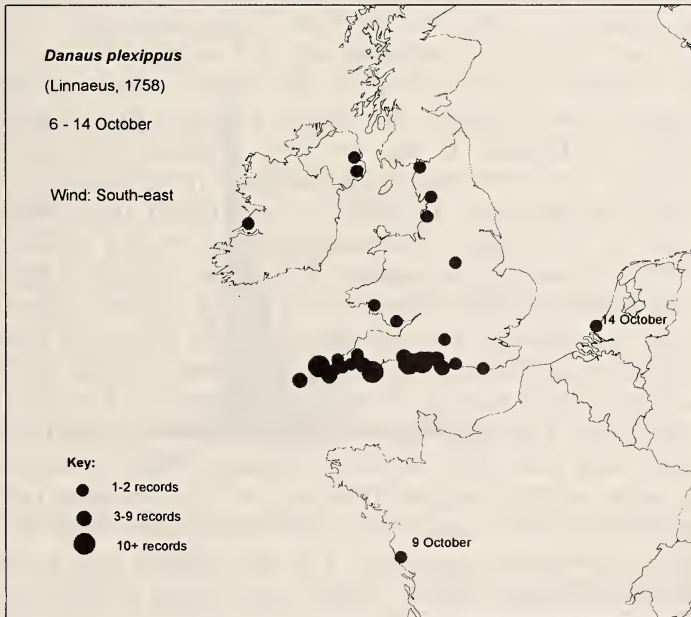 Danaus plexippus
(Linnaeus, 1758)
6 - 14 October
Wind: South-east
14 October
Key:
1-2 records
3-9 records
10+ records
9 October